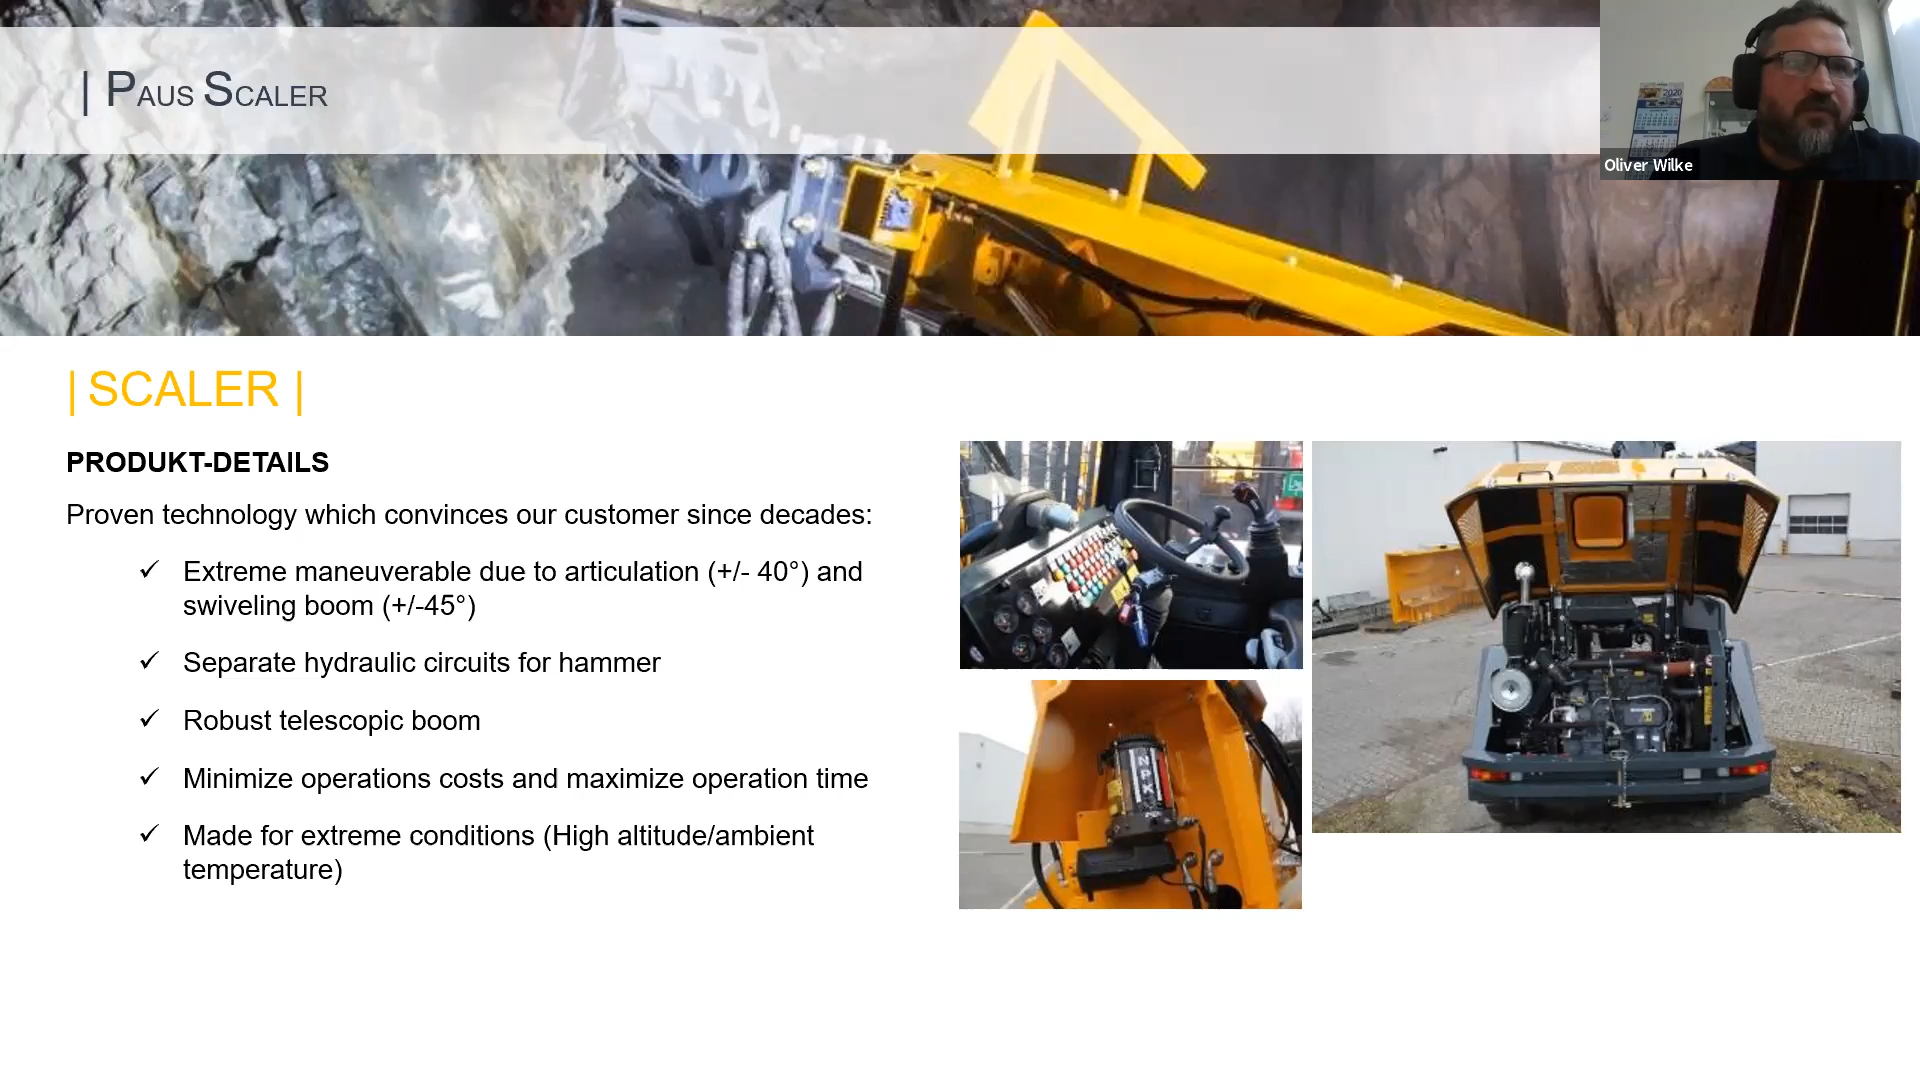 | PAUS SCALER
2020
Oliver Wilke
| SCALER |
PRODUKT-DETAILS
Proven technology which convinces our customer since decades:
✓ Extreme maneuverable due to articulation (+/- 40°) and
swiveling boom (+/-45°)
✓ Separate hydraulic circuits for hammer
✓ Robust telescopic boom
✓ Minimize operations costs and maximize operation time
✓ Made for extreme conditions (High altitude/ambient
temperature)
NPK